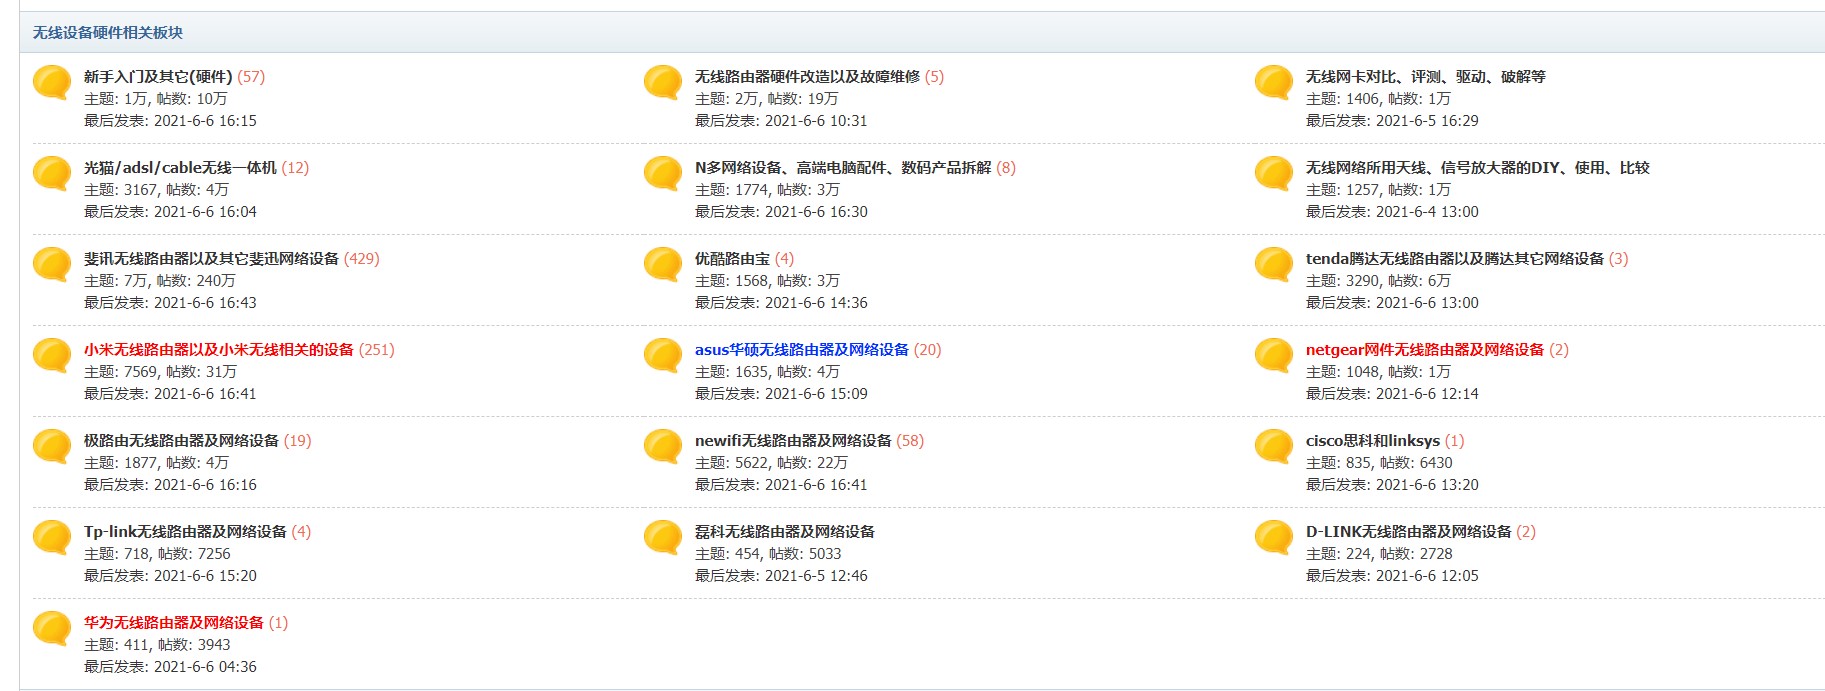 无线设备硬件相关板块
新手入门及其它(硬件) (57)
主题: 1万, 帖数: 10万
最后发表: 2021-6-6 16:15
无线路由器硬件改造以及故障维修 (5)
主题: 2万, 帖数: 19万
最后发表: 2021-6-6 10:31
无线网卡对比、评测、驱动、破解等
主题: 1406, 帖数: 1万
最后发表: 2021-6-5 16:29
光猫/adsl/cable无线一体机 (12)
主题: 3167, 帖数: 4万
最后发表: 2021-6-6 16:04
N多网络设备、高端电脑配件、数码产品拆解 (8)
主题: 1774, 帖数: 3万
最后发表: 2021-6-6 16:30
无线网络所用天线、信号放大器的DIY、使用、比较
主题: 1257, 帖数: 1万
最后发表: 2021-6-4 13:00
斐讯无线路由器以及其它斐迅网络设备 (429)
主题: 7万, 帖数: 240万
最后发表: 2021-6-6 16:43
优酷路由宝 (4)
主题: 1568, 帖数: 3万
最后发表: 2021-6-6 14:36
tenda腾达无线路由器以及腾达其它网络设备 (3)
主题: 3290, 帖数: 6万
最后发表: 2021-6-6 13:00
小米无线路由器以及小米无线相关的设备 (251)
主题: 7569, 帖数: 31万
最后发表: 2021-6-6 16:41
asus华硕无线路由器及网络设备 (20)
主题: 1635, 帖数: 4万
最后发表: 2021-6-6 15:09
netgear网件无线路由器及网络设备 (2)
主题: 1048, 帖数: 1万
最后发表: 2021-6-6 12:14
极路由无线路由器及网络设备 (19)
主题: 1877, 帖数: 4万
最后发表: 2021-6-6 16:16
newifi无线路由器及网络设备 (58)
主题: 5622, 帖数: 22万
最后发表: 2021-6-6 16:41
cisco思科和linksys (1)
主题: 835, 帖数: 6430
最后发表: 2021-6-6 13:20
Tp-link无线路由器及网络设备 (4)
主题: 718, 帖数: 7256
最后发表: 2021-6-6 15:20
磊科无线路由器及网络设备
主题: 454, 帖数: 5033
最后发表: 2021-6-5 12:46
D-LINK无线路由器及网络设备 (2)
主题: 224, 帖数: 2728
最后发表: 2021-6-6 12:05
华为无线路由器及网络设备 (1)
主题: 411, 帖数: 3943
最后发表: 2021-6-6 04:36